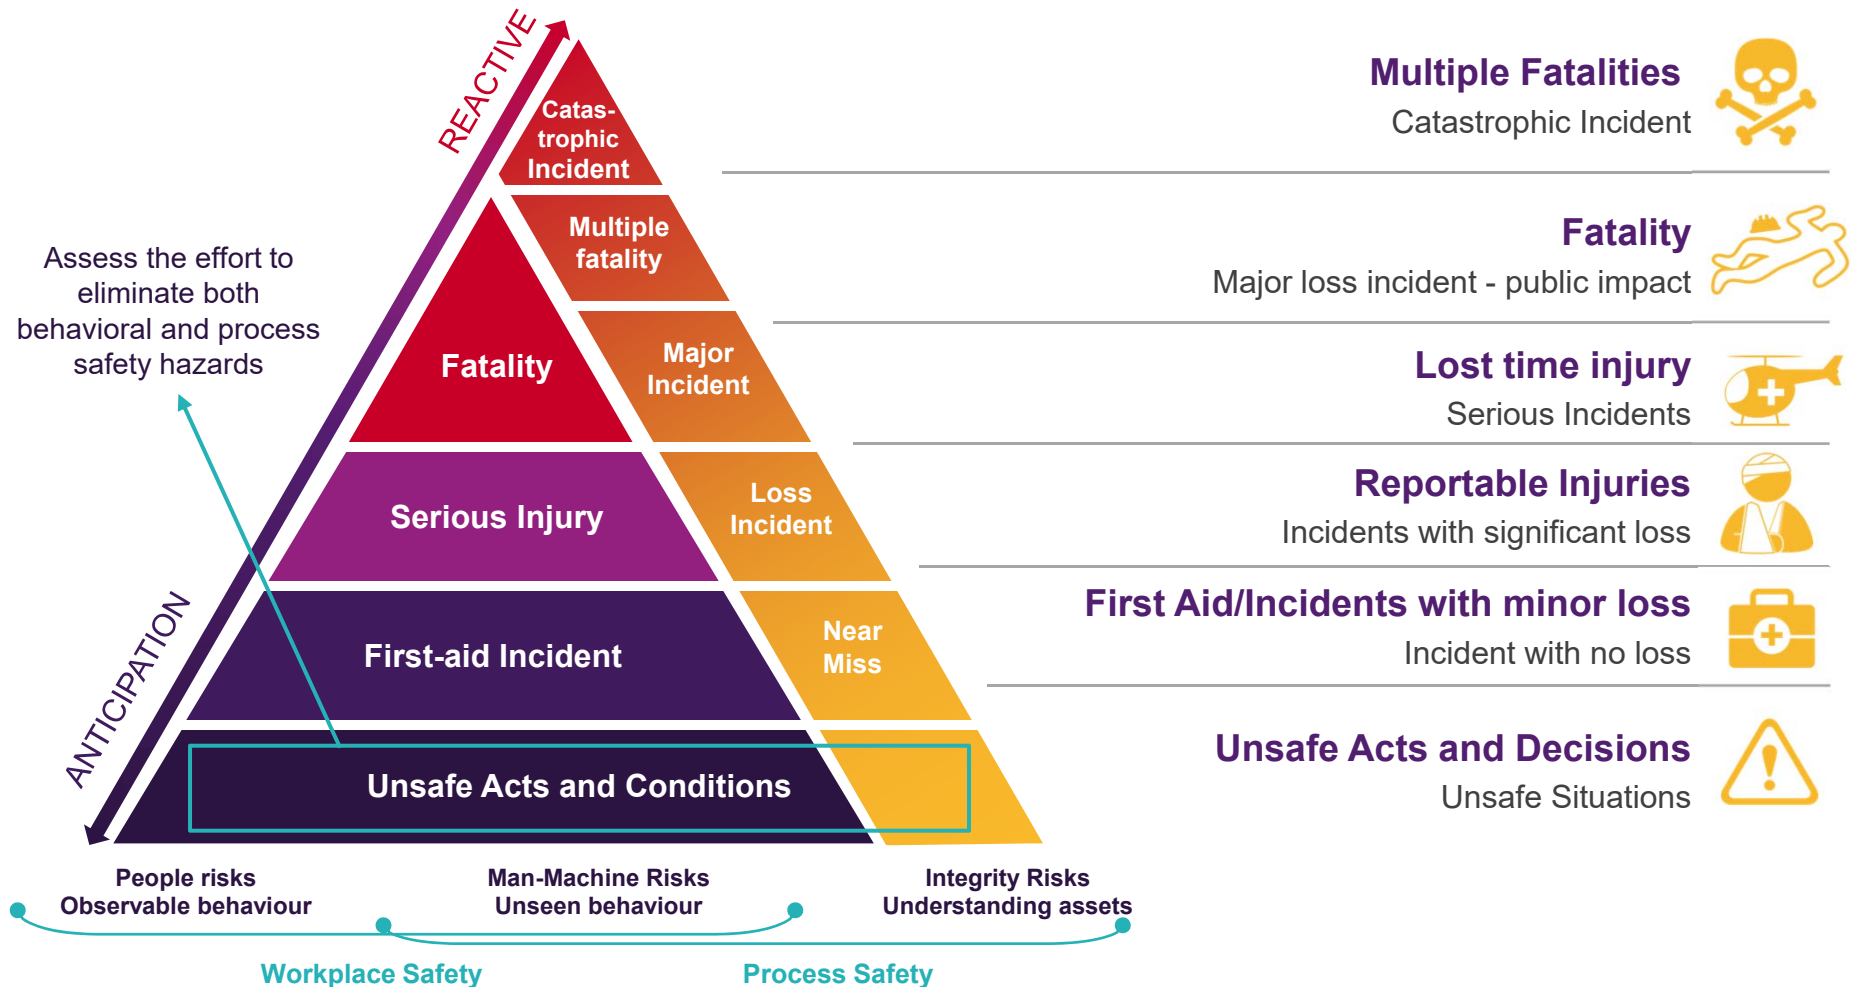 REACTIVE
ANTICIPATION
Assess the effort to
eliminate both
behavioral and process
safety hazards
Catas-
trophic
Incident
Multiple
fatality
Fatality
Major
Incident
Serious Injury
Loss
Incident
First-aid Incident
Near
Miss
Unsafe Acts and Conditions
Multiple Fatalities
Catastrophic Incident
Fatality
Major loss incident - public impact
Lost time injury
Serious Incidents
Reportable Injuries
Incidents with significant loss
First Aid/Incidents with minor loss
Incident with no loss
Unsafe Acts and Decisions
Unsafe Situations
People risks
Observable behaviour
Man-Machine Risks
Unseen behaviour
Integrity Risks
Understanding assets
Workplace Safety
Process Safety